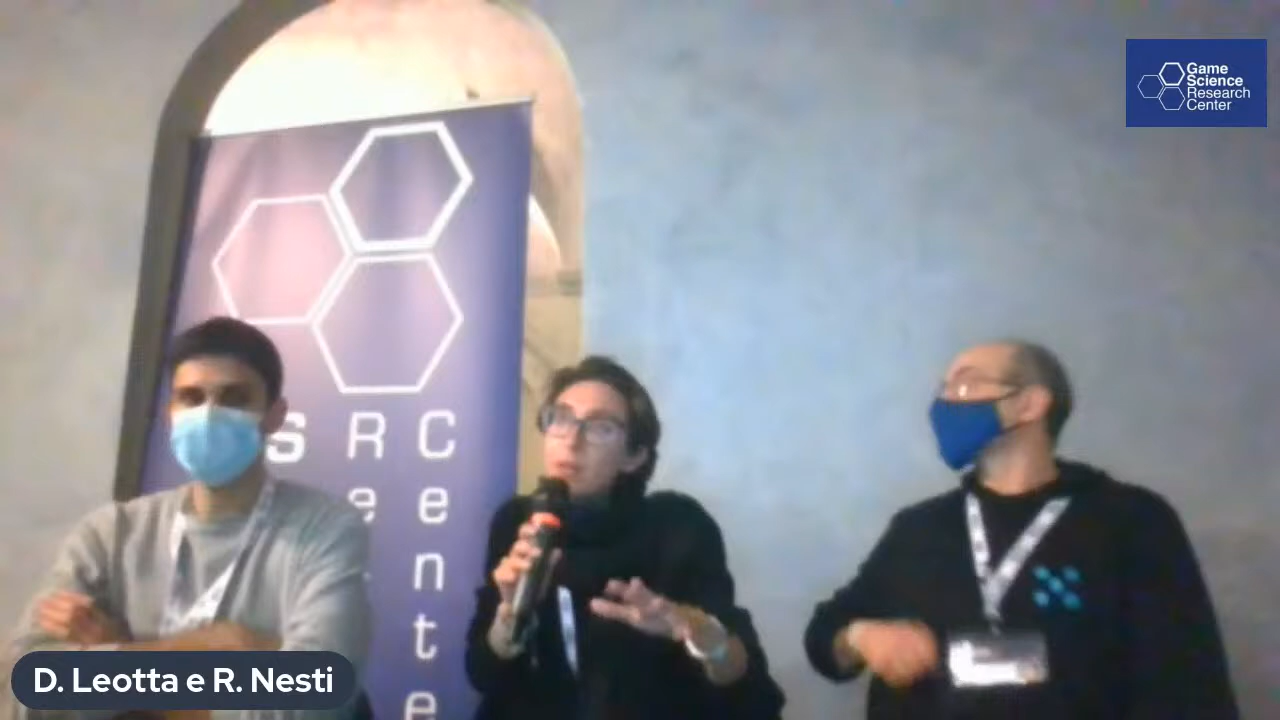 Game
Science
Research
Center
S R C
e e
n
t
e
D. Leotta e R. Nesti